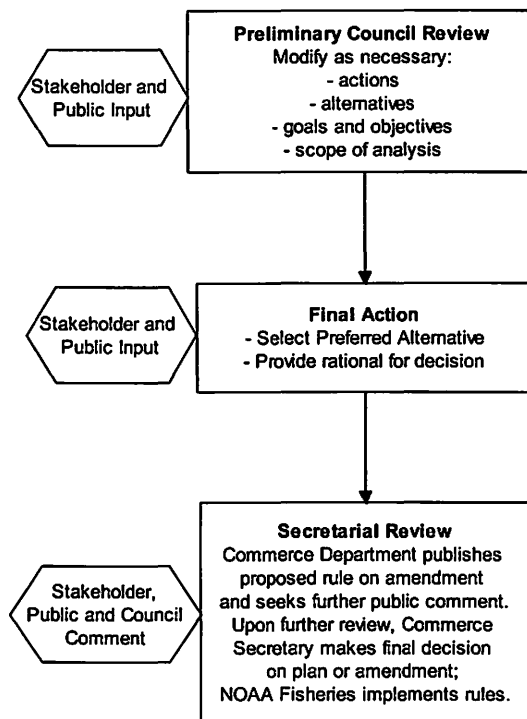 Preliminary Council Review
Modify as necessary:
- actions
- alternatives
- goals and objectives
- scope of analysis
Stakeholder and
Public Input
Final Action
- Select Preferred Alternative
- Provide rational for decision
Stakeholder and
Public Input
Secretarial Review
Commerce Department publishes
proposed rule on amendment
and seeks further public comment.
Upon further review, Commerce
Secretary makes final decision
on plan or amendment;
NOAA Fisheries implements rules.
Stakeholder,
Public and Council
Comment